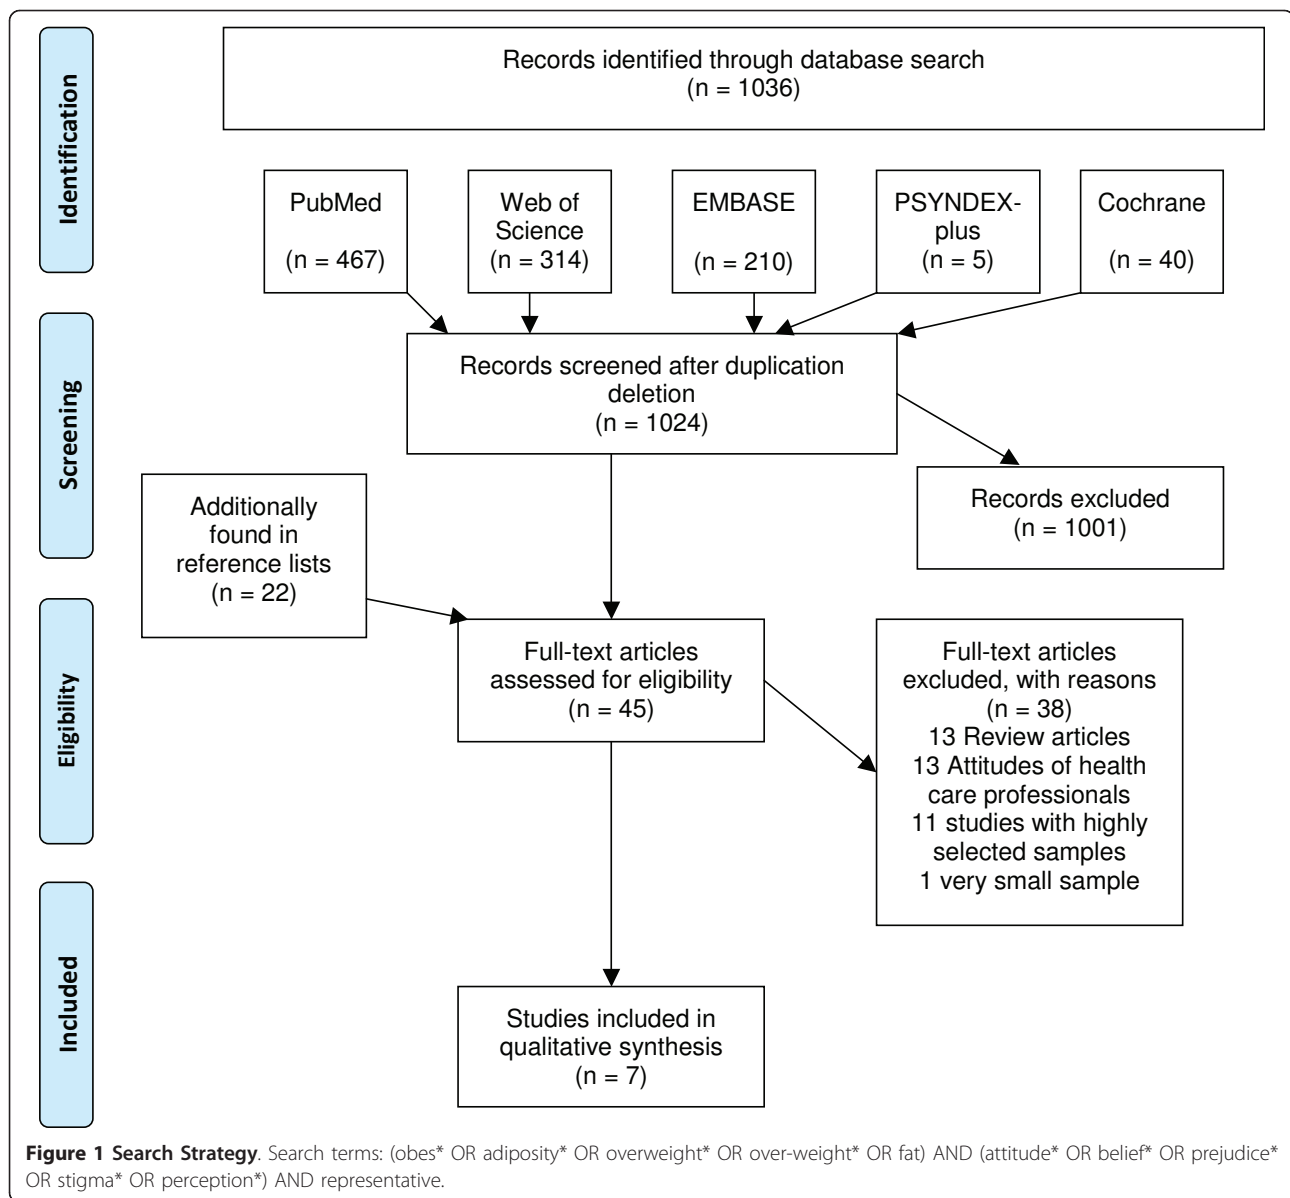 Identification
Records identified through database search
(n = 1036)
PubMed
(n = 467)
Web of
Science
(n = 314)
EMBASE
(n = 210)
PSYNDEX-
plus
(n = 5)
Cochrane
(n = 40)
Screening
Records screened after duplication
deletion
(n = 1024)
Records excluded
(n = 1001)
Additionally
found in
reference lists
(n = 22)
Eligibility
Full-text articles
assessed for eligibility
(n = 45)
Full-text articles
excluded, with reasons
(n = 38)
13 Review articles
13 Attitudes of health
care professionals
11 studies with highly
selected samples
1 very small sample
Included
Studies included in
qualitative synthesis
(n = 7)
Figure 1 Search Strategy. Search terms: (obes* OR adiposity* OR overweight* OR over-weight* OR fat) AND (attitude* OR belief* OR prejudice*
OR stigma* OR perception*) AND representative.